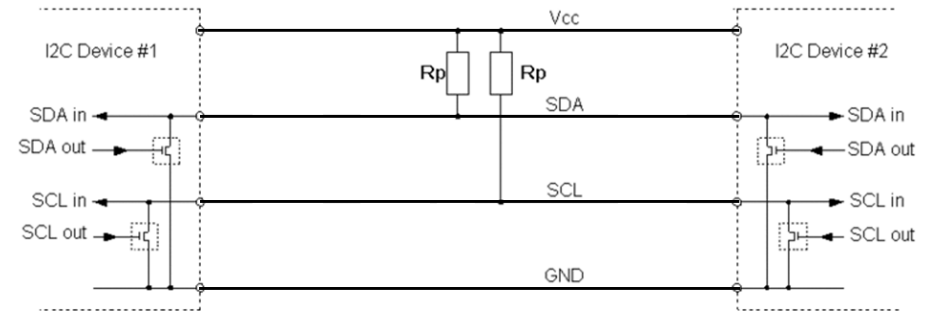 Vcc
I2C Device #1
I2C Device #2
Rp
Rp
SDA in
SDA
SDA in
SDA out
SDA out
SCL in
SCL
SCL in
SCL out
SCL out
GND